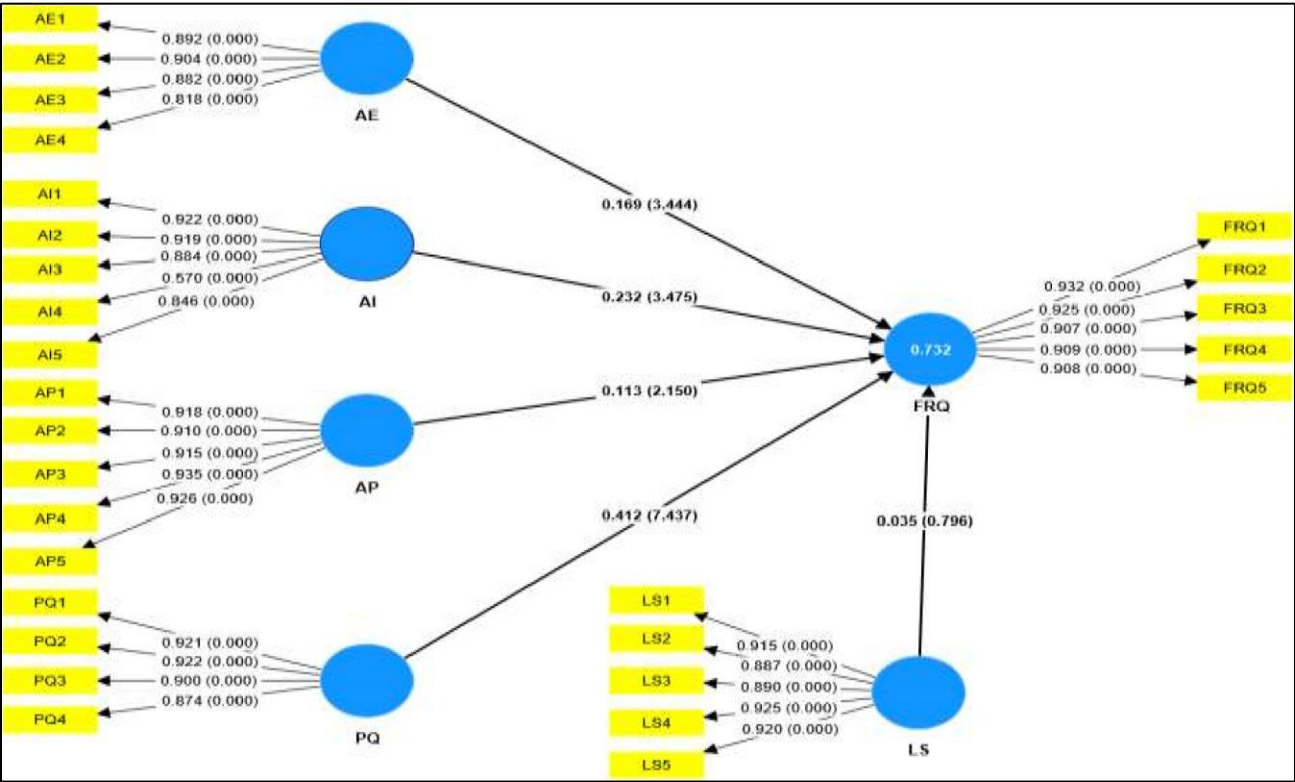 AE1
AE2
AE3
AE4
0.892 (0.000)
0.904 (0.000)
0.882 (0.000)
0.818 (0.000)
AE
AI1
AI2
AI3
AI4
AI5
0.922 (0.000)
0.919 (0.000)
0.884 (0.000)
0.570 (0.000)
0.846 (0.000)
AI
AP1
AP2
AP3
AP4
AP5
0.918 (0.000)
0.910 (0.000)
0.915 (0.000)
0.935 (0.000)
0.926 (0.000)
AP
PQ1
PQ2
PQ3
PQ4
0.921 (0.000)
0.922 (0.000)
0.900 (0.000)
0.874 (0.000)
PQ
0.169 (3.444)
0.232 (3.475)
0.113 (2.150)
0.412 (7.437)
0.035 (0.796)
LS1
LS2
LS3
LS4
LS5
0.915 (0.000)
0.887 (0.000)
0.890 (0.000)
0.925 (0.000)
0.920 (0.000)
LS
0.732
FRQ
0.932 (0.000)
0.925 (0.000)
0.907 (0.000)
0.909 (0.000)
0.908 (0.000)
FRQ1
FRQ2
FRQ3
FRQ4
FRQ5